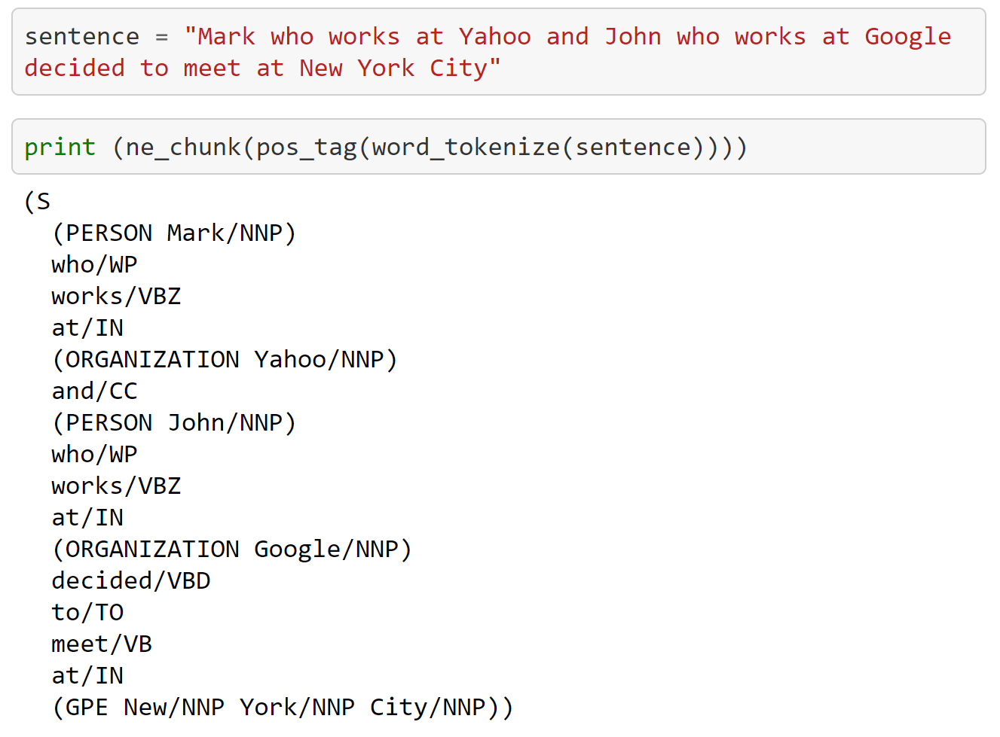 sentence = "Mark who works at Yahoo and John who works at Google
decided to meet at New York City"
print (ne_chunk(pos_tag(word_tokenize(sentence))))
(S
  (PERSON Mark/NNP)
  who/WP
  works/VBZ
  at/IN
  (ORGANIZATION Yahoo/NNP)
  and/CC
  (PERSON John/NNP)
  who/WP
  works/VBZ
  at/IN
  (ORGANIZATION Google/NNP)
  decided/VBD
  to/TO
  meet/VB
  at/IN
  (GPE New/NNP York/NNP City/NNP))